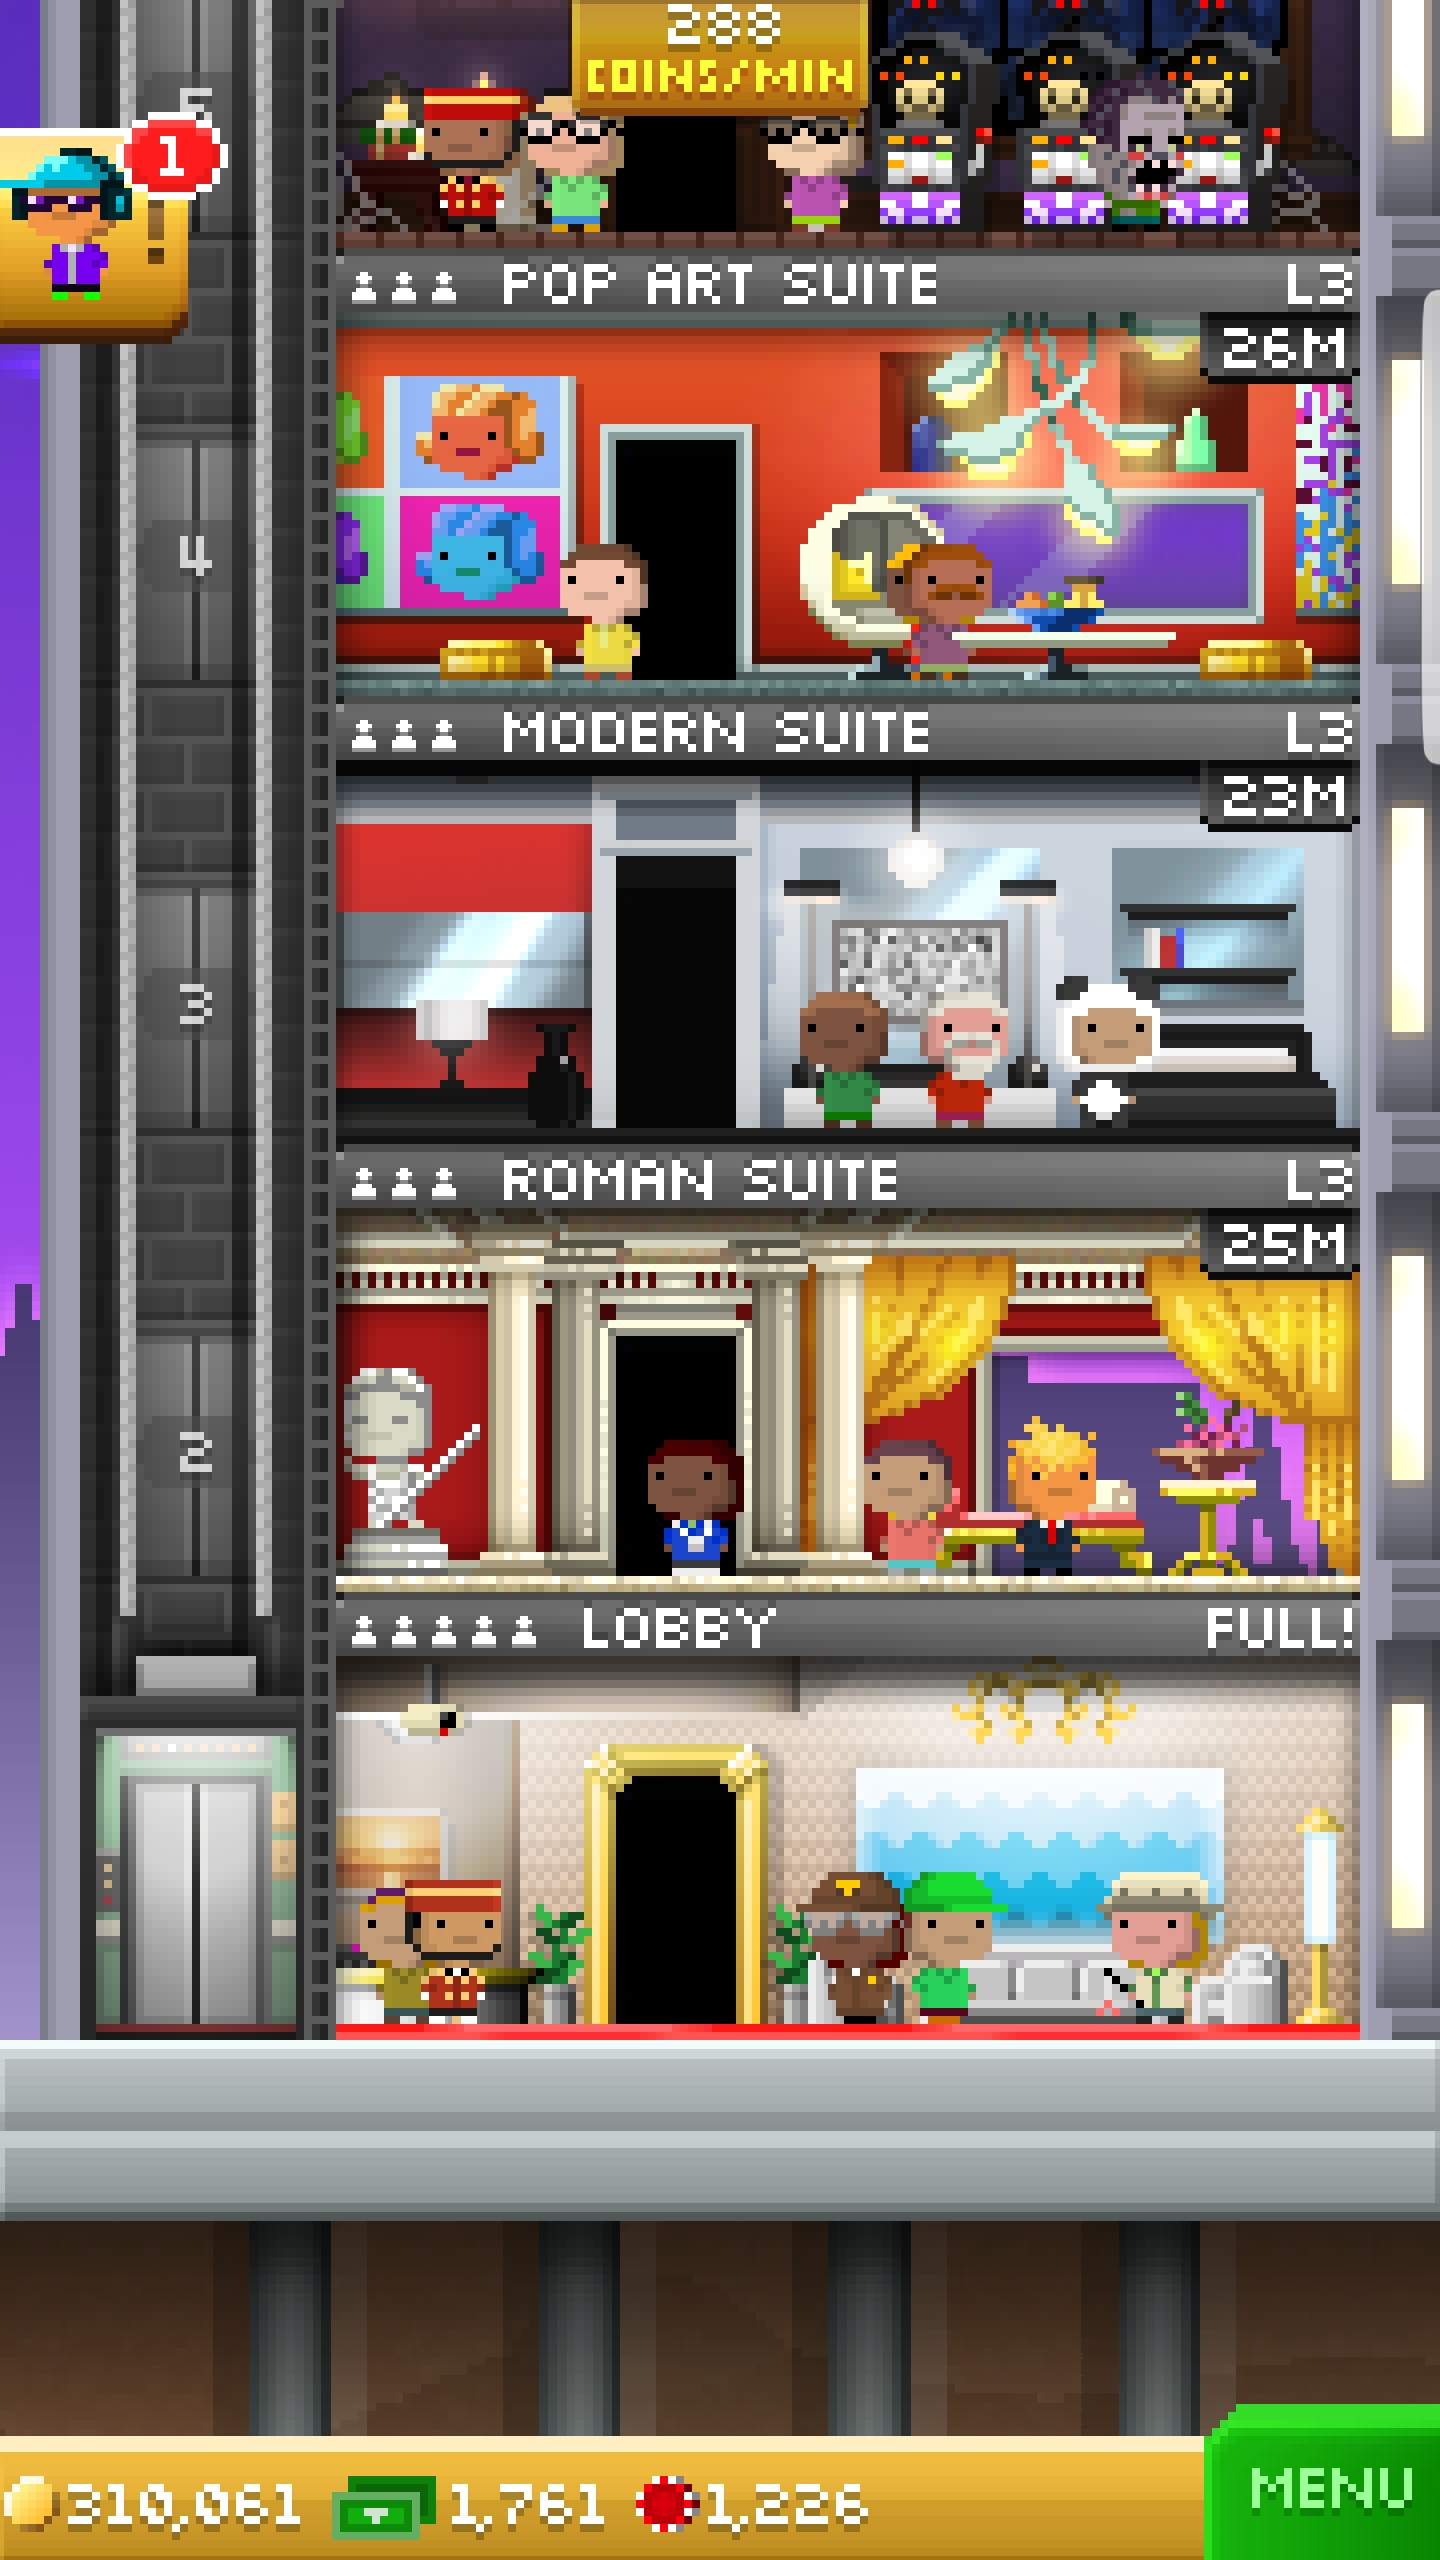 288
COINS/MIN
5
1
!
POP ART SUITE L3
26M
4
MODERN SUITE L3
23M
3
ROMAN SUITE L3
25M
2
LOBBY FULL!
310,061 1,761 1,226
MENU